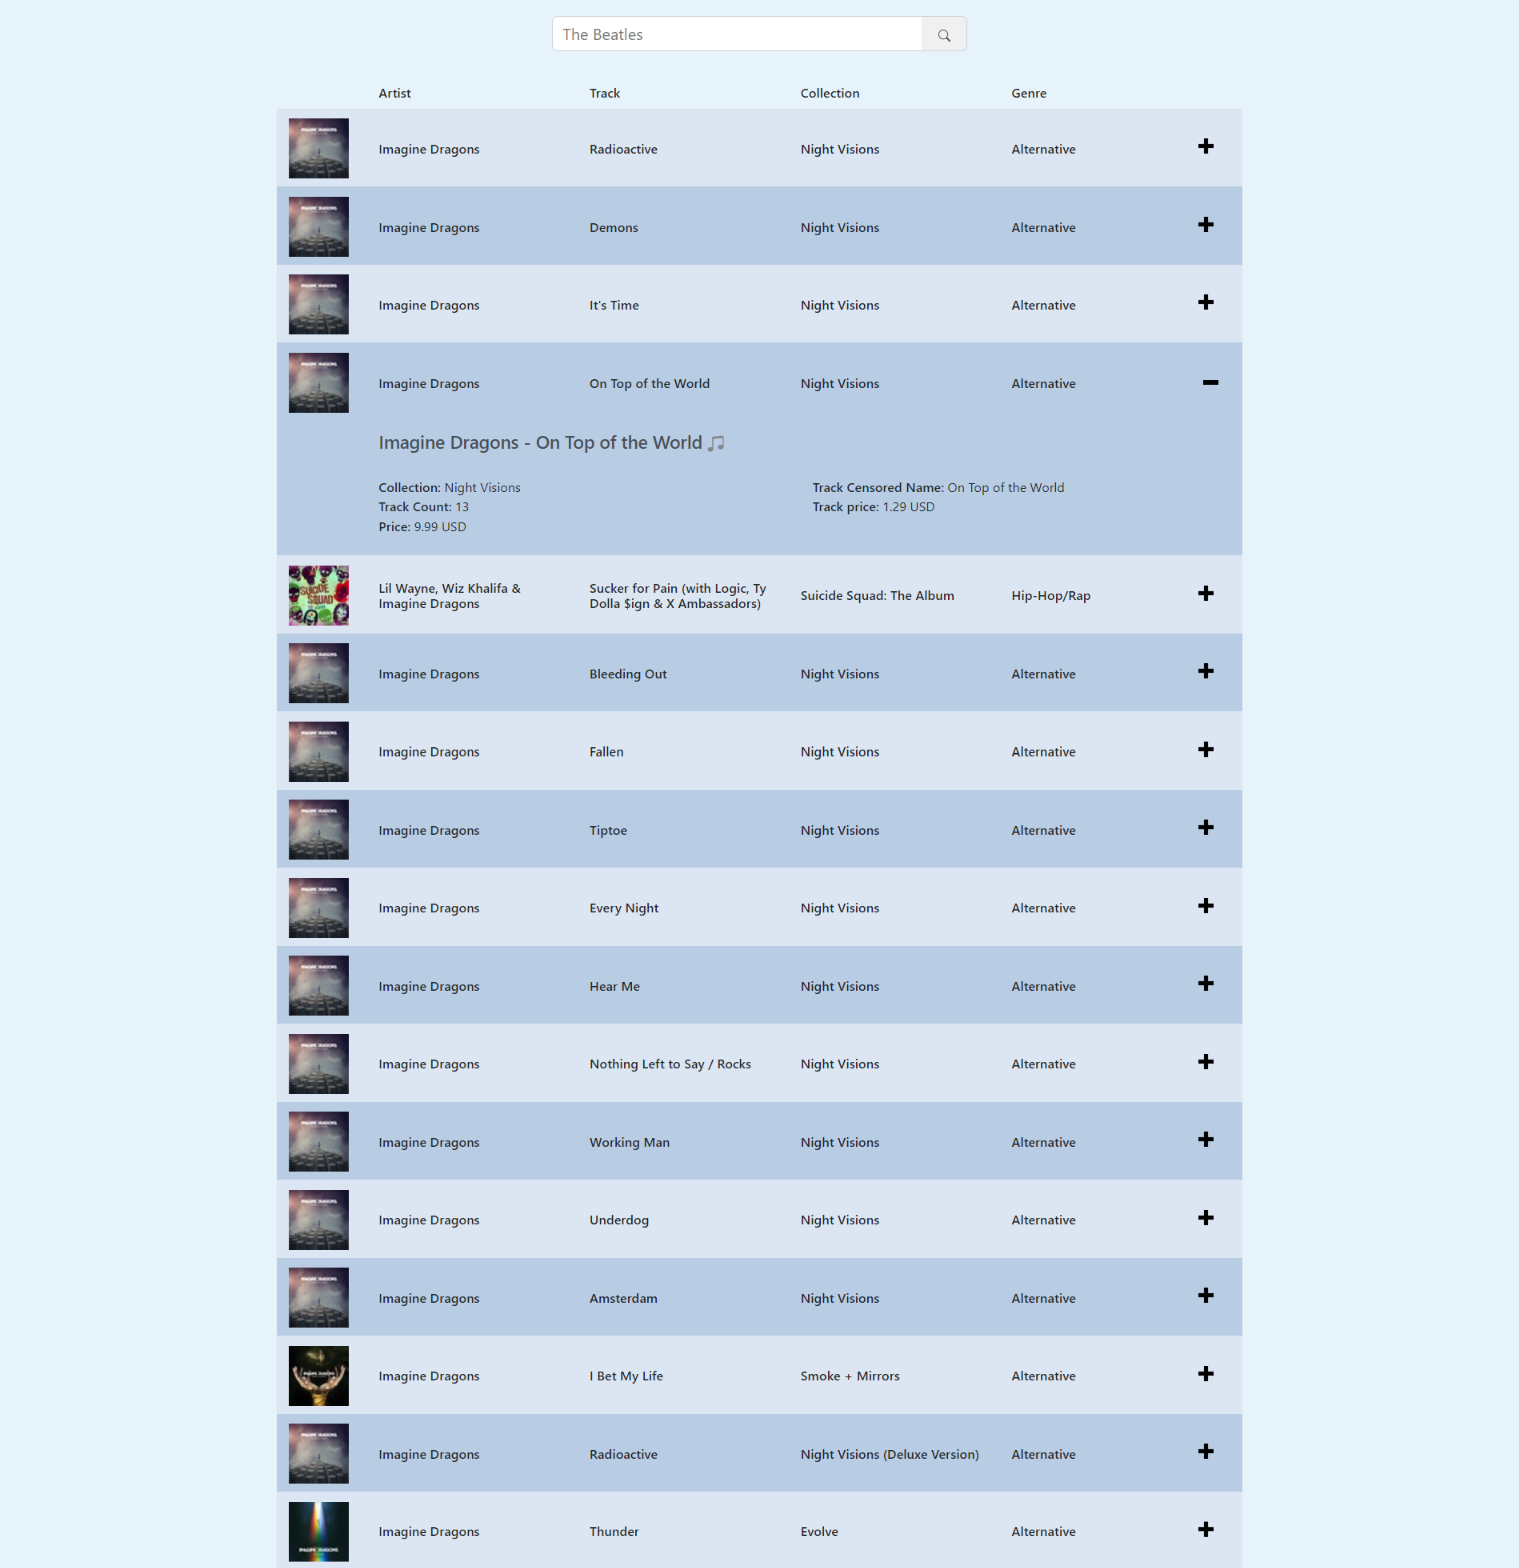 The Beatles
Artist Track Collection Genre
Imagine Dragons Radioactive Night Visions Alternative
Imagine Dragons Demons Night Visions Alternative
Imagine Dragons It's Time Night Visions Alternative
Imagine Dragons On Top of the World Night Visions Alternative
Imagine Dragons - On Top of the World
Collection: Night Visions Track Censored Name: On Top of the World
Track Count: 13 Track price: 1.29 USD
Price: 9.99 USD
SUICIDE
SQUAD
Lil Wayne, Wiz Khalifa &
Imagine Dragons
Sucker for Pain (with Logic, Ty
Dolla $ign & X Ambassadors)
Suicide Squad: The Album Hip-Hop/Rap
Imagine Dragons Bleeding Out Night Visions Alternative
Imagine Dragons Fallen Night Visions Alternative
Imagine Dragons Tiptoe Night Visions Alternative
Imagine Dragons Every Night Night Visions Alternative
Imagine Dragons Hear Me Night Visions Alternative
Imagine Dragons Nothing Left to Say / Rocks Night Visions Alternative
Imagine Dragons Working Man Night Visions Alternative
Imagine Dragons Underdog Night Visions Alternative
Imagine Dragons Amsterdam Night Visions Alternative
Imagine Dragons I Bet My Life Smoke + Mirrors Alternative
Imagine Dragons Radioactive Night Visions (Deluxe Version) Alternative
Imagine Dragons Thunder Evolve Alternative